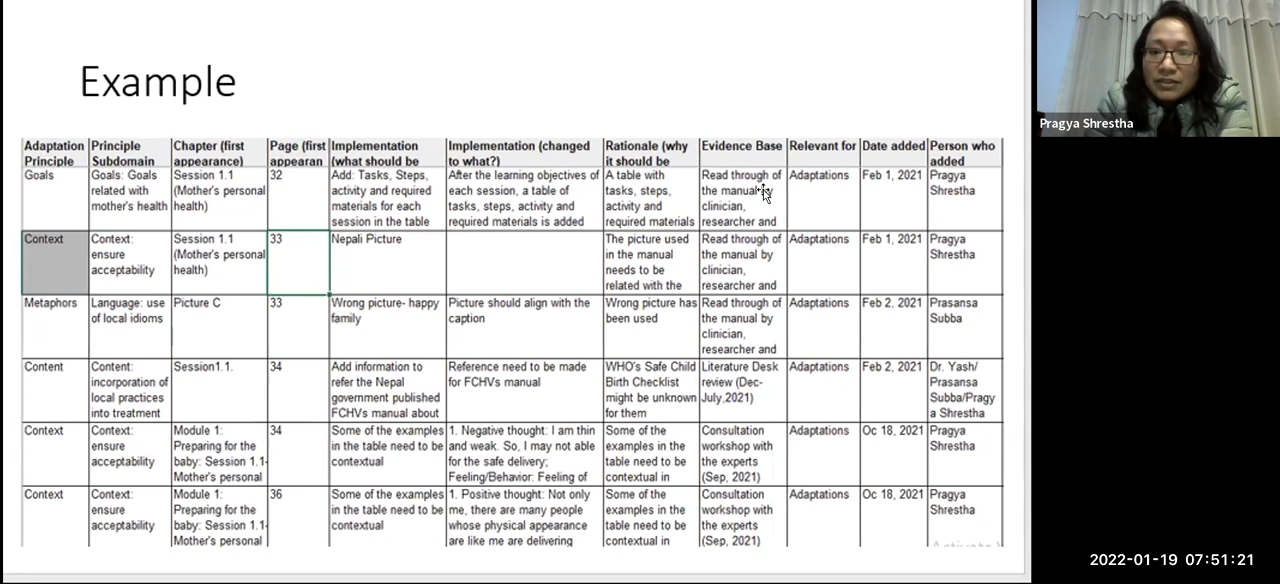 Example
Adaptation Principle | Principle Subdomain | Chapter (first appearance) | Page (first appearan | Implementation (what should be | Implementation (changed to what?) | Rationale (why it should be | Evidence Base | Relevant for | Date added | Person who added
Goals | Goals: Goals related with mother's health | Session 1.1 (Mother's personal health) | 32 | Add: Tasks, Steps, activity and required materials for each session in the table | After the learning objectives of each session, a table of tasks, steps, activity and required materials is added | A table with tasks, steps, activity and required materials | Read through of the manual by clinician, researcher and | Adaptations | Feb 1, 2021 | Pragya Shrestha
Context | Context: ensure acceptability | Session 1.1 (Mother's personal health) | 33 | Nepali Picture | | The picture used in the manual needs to be related with the | Read through of the manual by clinician, researcher and | Adaptations | Feb 1, 2021 | Pragya Shrestha
Metaphors | Language: use of local idioms | Picture C | 33 | Wrong picture- happy family | Picture should align with the caption | Wrong picture has been used | Read through of the manual by clinician, researcher and | Adaptations | Feb 2, 2021 | Prasansa Subba
Content | Content: incorporation of local practices into treatment | Session1.1. | 34 | Add information to refer the Nepal government published FCHVs manual about | Reference need to be made for FCHVs manual | WHO's Safe Child Birth Checklist might be unknown for them | Literature Desk review (Dec-July,2021) | Adaptations | Feb 2, 2021 | Dr. Yash/ Prasansa Subba/Pragya Shrestha
Context | Context: ensure acceptability | Module 1: Preparing for the baby: Session 1.1- Mother's personal | 34 | Some of the examples in the table need to be contextual | 1. Negative thought: I am thin and weak. So, I may not able for the safe delivery; Feeling/Behavior: Feeling of | Some of the examples in the table need to be contextual in | Consultation workshop with the experts (Sep, 2021) | Adaptations | Oc 18, 2021 | Pragya Shrestha
Context | Context: ensure acceptability | Module 1: Preparing for the baby: Session 1.1- Mother's personal | 36 | Some of the examples in the table need to be contextual | 1. Positive thought: Not only me, there are many people whose physical appearance are like me are delivering | Some of the examples in the table need to be contextual in | Consultation workshop with the experts (Sep, 2021) | Adaptations | Oc 18, 2021 | Pragya Shrestha
Pragya Shrestha
2022-01-19 07:51:21